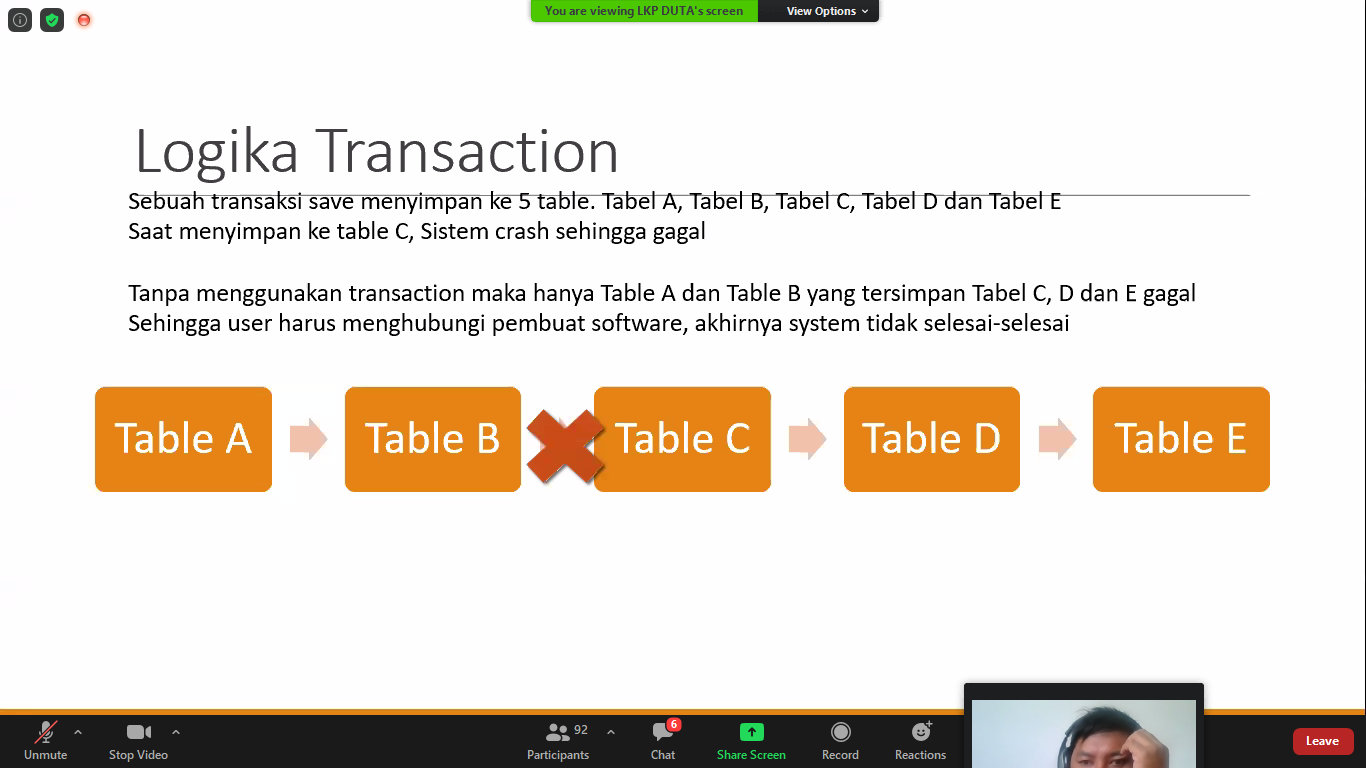 You are viewing LKP DUTA's screen
View Options
Logika Transaction
Sebuah transaksi save menyimpan ke 5 table. Tabel A, Tabel B, Tabel C, Tabel D dan Tabel E
Saat menyimpan ke table C, Sistem crash sehingga gagal
Tanpa menggunakan transaction maka hanya Table A dan Table B yang tersimpan Tabel C, D dan E gagal
Sehingga user harus menghubungi pembuat software, akhirnya system tidak selesai-selesai
Table A
Table B
Table C
Table D
Table E
Unmute
Stop Video
92
Participants
6
Chat
Share Screen
Record
Reactions
Leave